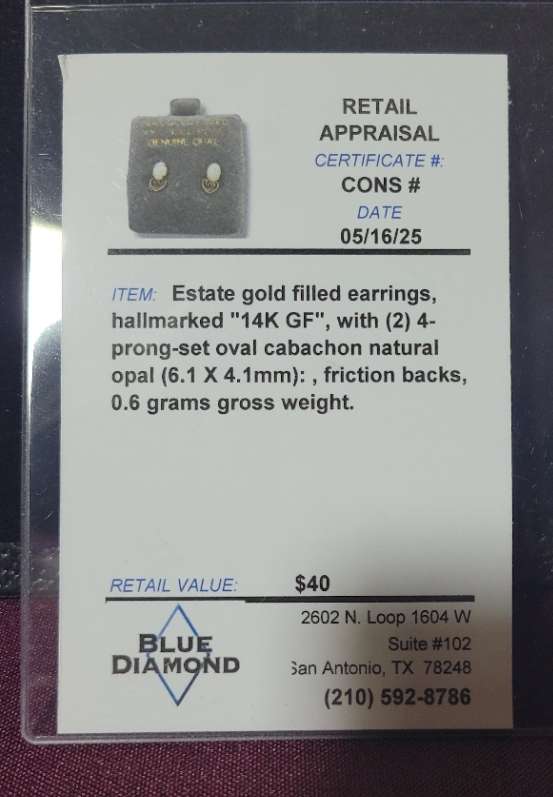 GENUINE OPAL
RETAIL
APPRAISAL
CERTIFICATE #:
CONS #
DATE
05/16/25
ITEM: Estate gold filled earrings,
hallmarked "14K GF", with (2) 4-
prong-set oval cabachon natural
opal (6.1 X 4.1mm): , friction backs,
0.6 grams gross weight.
RETAIL VALUE: $40
BLUE
DIAMOND
2602 N. Loop 1604 W
Suite #102
San Antonio, TX 78248
(210) 592-8786